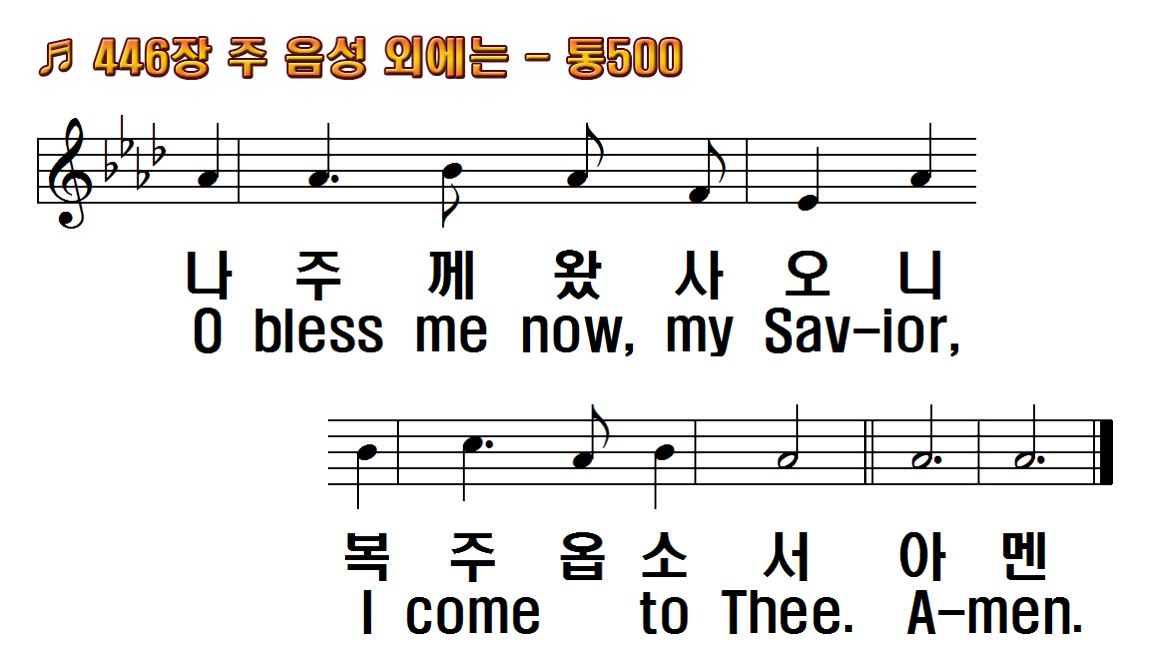 ♬ 446장 주 음성 외에는 - 통500
나 주 께 왔 사 오 니
O bless me now, my Sav-ior,
복 주 옵 소 서 아 멘
I come to Thee. A-men.